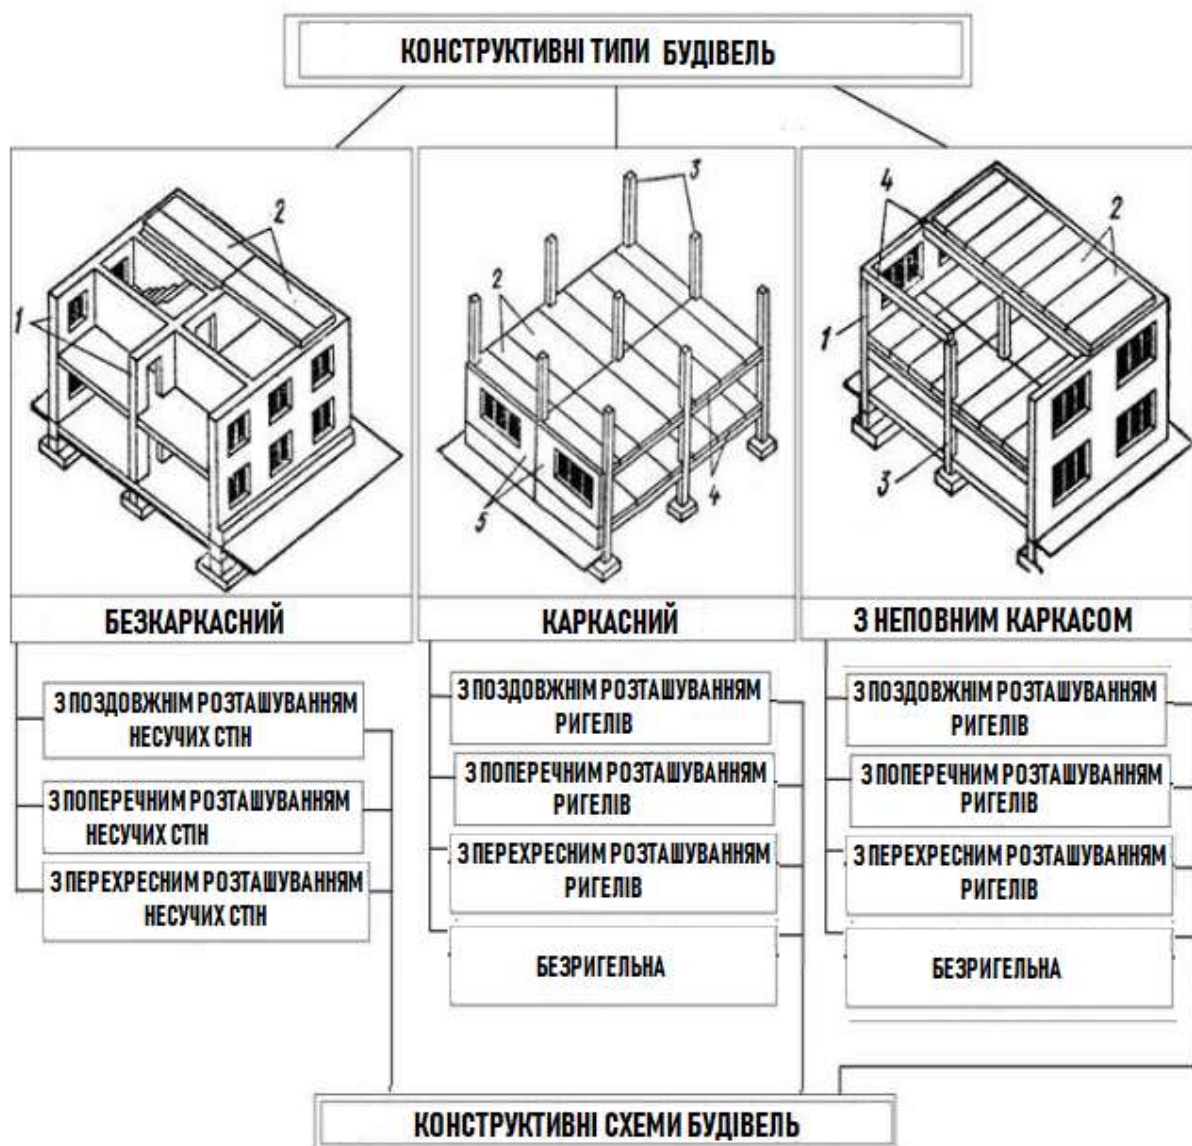 КОНСТРУКТИВНІ ТИПИ БУДІВЕЛЬ
2
1
3
2
4
5
4
2
1
3
БЕЗКАРКАСНИЙ
КАРКАСНИЙ
З НЕПОВНИМ КАРКАСОМ
З ПОЗДОВЖНІМ РОЗТАШУВАННЯМ
НЕСУЧИХ СТІН
З ПОПЕРЕЧНИМ РОЗТАШУВАННЯМ
НЕСУЧИХ СТІН
З ПЕРЕХРЕСНИМ РОЗТАШУВАННЯМ
НЕСУЧИХ СТІН
З ПОЗДОВЖНІМ РОЗТАШУВАННЯМ
РИГЕЛІВ
З ПОПЕРЕЧНИМ РОЗТАШУВАННЯМ
РИГЕЛІВ
З ПЕРЕХРЕСНИМ РОЗТАШУВАННЯМ
РИГЕЛІВ
БЕЗРИГЕЛЬНА
З ПОЗДОВЖНІМ РОЗТАШУВАННЯМ
РИГЕЛІВ
З ПОПЕРЕЧНИМ РОЗТАШУВАННЯМ
РИГЕЛІВ
З ПЕРЕХРЕСНИМ РОЗТАШУВАННЯМ
РИГЕЛІВ
БЕЗРИГЕЛЬНА
КОНСТРУКТИВНІ СХЕМИ БУДІВЕЛЬ